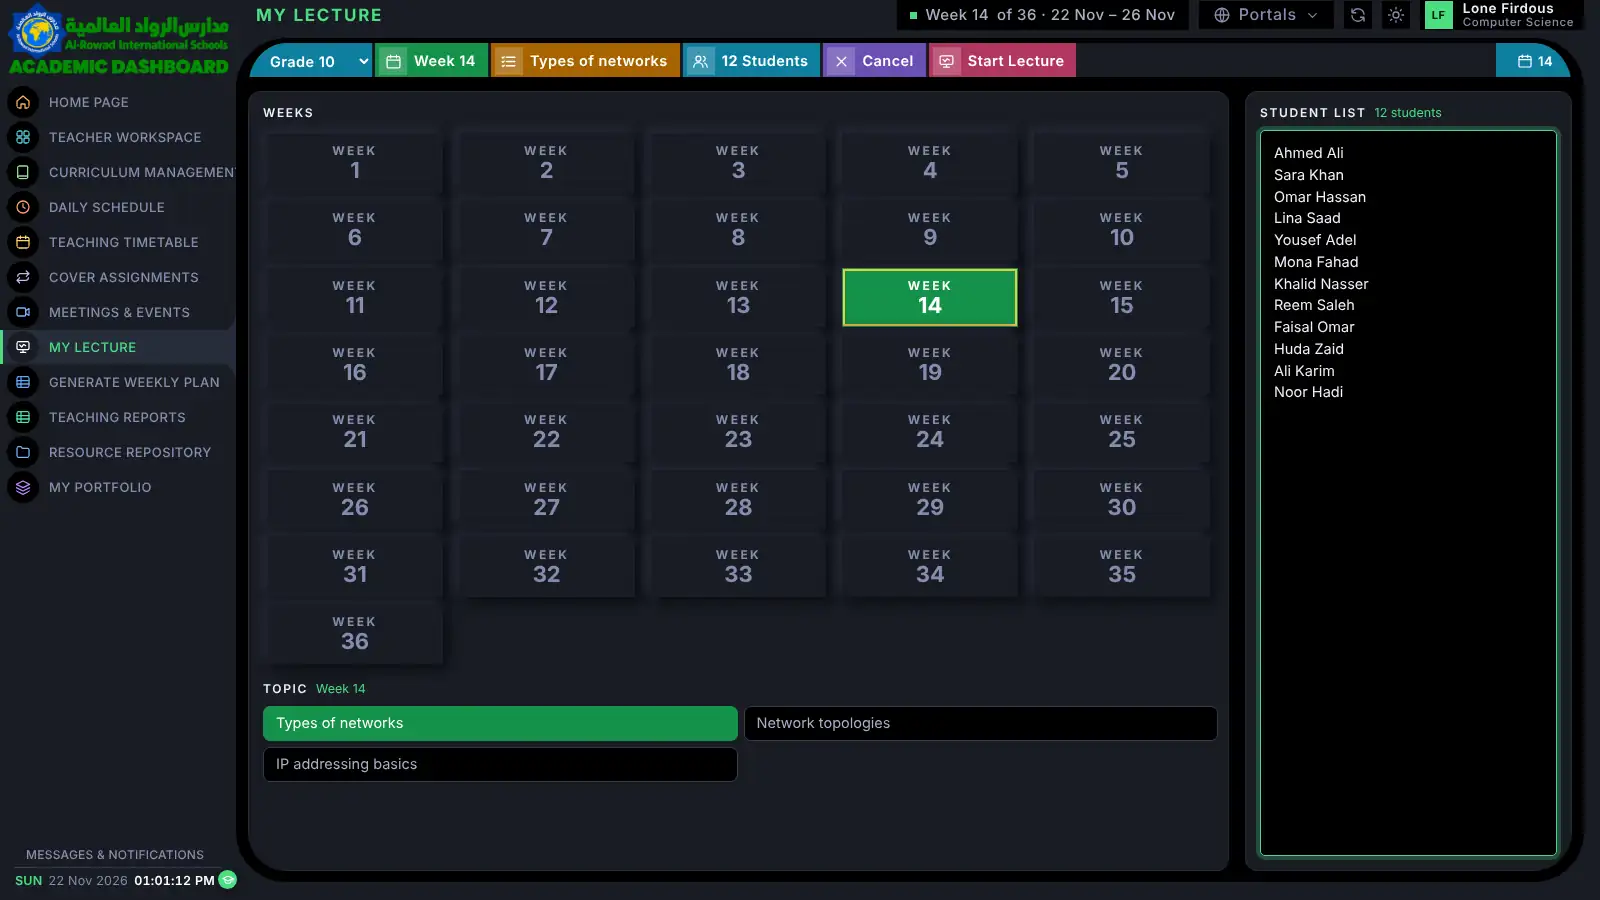 مدارس الرواد العالمية
Al-Rowad International Schools
ACADEMIC DASHBOARD
HOME PAGE
TEACHER WORKSPACE
CURRICULUM MANAGEMEN
DAILY SCHEDULE
TEACHING TIMETABLE
COVER ASSIGNMENTS
MEETINGS & EVENTS
MY LECTURE
GENERATE WEEKLY PLAN
TEACHING REPORTS
RESOURCE REPOSITORY
MY PORTFOLIO
MESSAGES & NOTIFICATIONS
SUN 22 Nov 2026 01:01:12 PM
MY LECTURE
Week 14 of 36 · 22 Nov – 26 Nov
Portals
LF
Lone Firdous
Computer Science
Grade 10
Week 14
Types of networks
12 Students
Cancel
Start Lecture
14
WEEKS
WEEK
1
WEEK
2
WEEK
3
WEEK
4
WEEK
5
WEEK
6
WEEK
7
WEEK
8
WEEK
9
WEEK
10
WEEK
11
WEEK
12
WEEK
13
WEEK
14
WEEK
15
WEEK
16
WEEK
17
WEEK
18
WEEK
19
WEEK
20
WEEK
21
WEEK
22
WEEK
23
WEEK
24
WEEK
25
WEEK
26
WEEK
27
WEEK
28
WEEK
29
WEEK
30
WEEK
31
WEEK
32
WEEK
33
WEEK
34
WEEK
35
WEEK
36
TOPIC Week 14
Types of networks
Network topologies
IP addressing basics
STUDENT LIST 12 students
Ahmed Ali
Sara Khan
Omar Hassan
Lina Saad
Yousef Adel
Mona Fahad
Khalid Nasser
Reem Saleh
Faisal Omar
Huda Zaid
Ali Karim
Noor Hadi